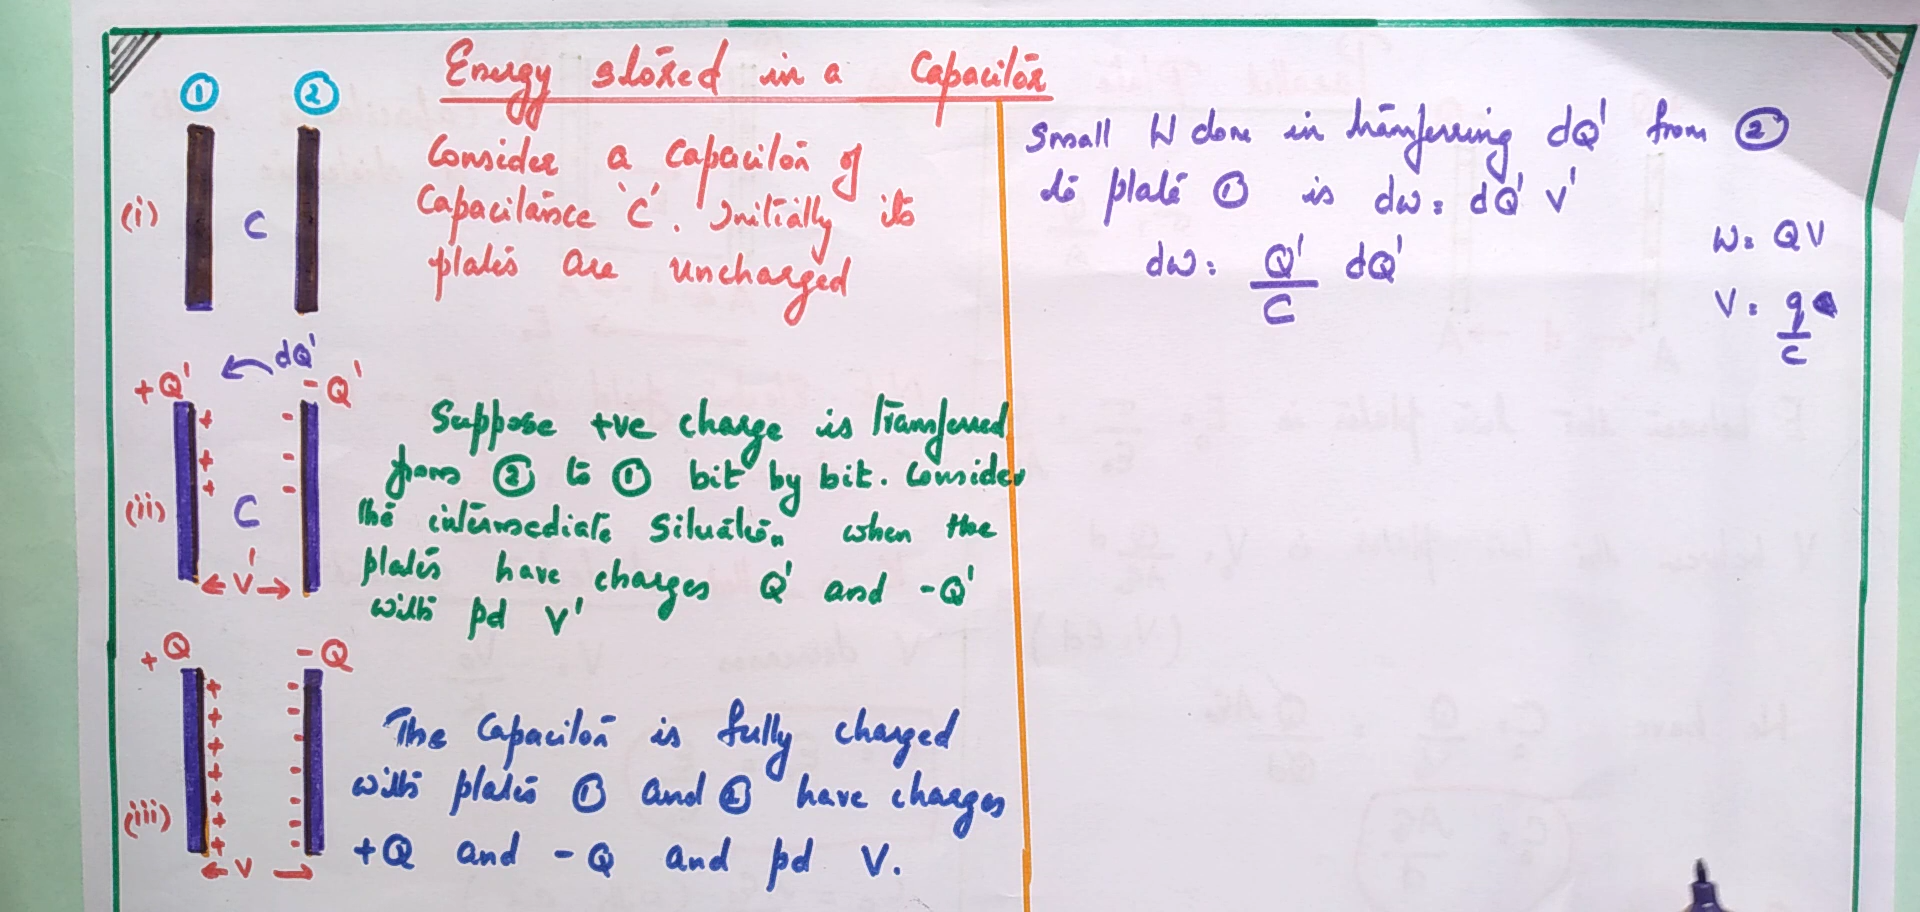 Energy stored in a Capacitor
① ②
Consider a Capacitor of
Capacitance 'C'. Initially its
plates are Uncharged
(i) C
dQ'
+Q' -Q'
Suppose +ve charge is transferred
from ② to ① bit by bit. Consider
the intermediate Situation when the
plates have charges Q' and -Q'
with pd V'
(ii) C
V'
+Q -Q
The Capacitor is fully charged
with plates ① and ② have charges
+Q and -Q and pd V.
(iii)
V
Small W done in transferring dQ' from ②
to plate ① is dw = dQ' V'
dw = Q'/C dQ'
W = QV
V = q/C